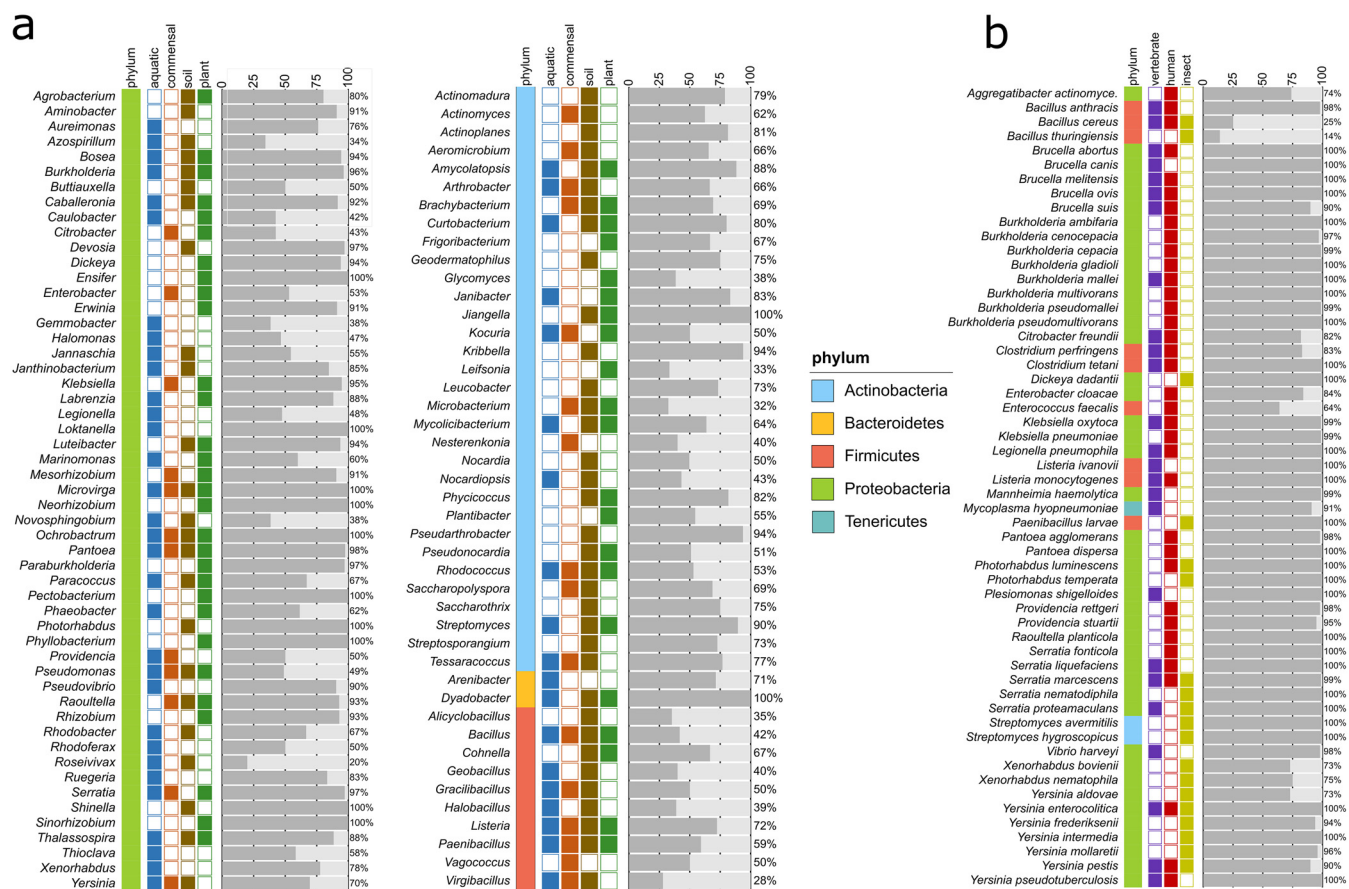 a
phylum aquatic commensal soil plant 0 25 50 75 100
Agrobacterium 80%
Aminobacter 91%
Aureimonas 76%
Azospirillum 34%
Bosea 94%
Burkholderia 96%
Buttiauxella 50%
Caballeronia 92%
Caulobacter 42%
Citrobacter 43%
Devosia 97%
Dickeya 94%
Ensifer 100%
Enterobacter 53%
Erwinia 91%
Gemmobacter 38%
Halomonas 47%
Jannaschia 55%
Janthinobacterium 85%
Klebsiella 95%
Labrenzia 88%
Legionella 48%
Loktanella 100%
Luteibacter 94%
Marinomonas 60%
Mesorhizobium 91%
Microvirga 100%
Neorhizobium 100%
Novosphingobium 38%
Ochrobactrum 100%
Pantoea 98%
Paraburkholderia 97%
Paracoccus 67%
Pectobacterium 100%
Phaeobacter 62%
Photorhabdus 100%
Phyllobacterium 100%
Providencia 50%
Pseudomonas 49%
Pseudovibrio 90%
Raoultella 93%
Rhizobium 93%
Rhodobacter 67%
Rhodoferax 50%
Roseivivax 20%
Ruegeria 83%
Serratia 97%
Shinella 100%
Sinorhizobium 100%
Thalassospira 88%
Thioclava 58%
Xenorhabdus 78%
Yersinia 70%
phylum aquatic commensal soil plant 0 25 50 75 100
Actinomadura 79%
Actinomyces 62%
Actinoplanes 81%
Aeromicrobium 66%
Amycolatopsis 88%
Arthrobacter 66%
Brachybacterium 69%
Curtobacterium 80%
Frigoribacterium 67%
Geodermatophilus 75%
Glycomyces 38%
Janibacter 83%
Jiangella 100%
Kocuria 50%
Kribbella 94%
Leifsonia 33%
Leucobacter 73%
Microbacterium 32%
Mycolicibacterium 64%
Nesterenkonia 40%
Nocardia 50%
Nocardiopsis 43%
Phycicoccus 82%
Plantibacter 55%
Pseudarthrobacter 94%
Pseudonocardia 51%
Rhodococcus 53%
Saccharopolyspora 69%
Saccharothrix 75%
Streptomyces 90%
Streptosporangium 73%
Tessaracoccus 77%
Arenibacter 71%
Dyadobacter 100%
Alicyclobacillus 35%
Bacillus 42%
Cohnella 67%
Geobacillus 40%
Gracilibacillus 50%
Halobacillus 39%
Listeria 72%
Paenibacillus 59%
Vagococcus 50%
Virgibacillus 28%
phylum
Actinobacteria
Bacteroidetes
Firmicutes
Proteobacteria
Tenericutes
b
phylum vertebrate human insect 0 25 50 75 100
Aggregatibacter actinomyce. 74%
Bacillus anthracis 98%
Bacillus cereus 25%
Bacillus thuringiensis 14%
Brucella abortus 100%
Brucella canis 100%
Brucella melitensis 100%
Brucella ovis 100%
Brucella suis 90%
Burkholderia ambifaria 100%
Burkholderia cenocepacia 97%
Burkholderia cepacia 99%
Burkholderia gladioli 100%
Burkholderia mallei 100%
Burkholderia multivorans 100%
Burkholderia pseudomallei 99%
Burkholderia pseudomultivorans 100%
Citrobacter freundii 82%
Clostridium perfringens 83%
Clostridium tetani 100%
Dickeya dadantii 100%
Enterobacter cloacae 84%
Enterococcus faecalis 64%
Klebsiella oxytoca 99%
Klebsiella pneumoniae 99%
Legionella pneumophila 100%
Listeria ivanovii 100%
Listeria monocytogenes 100%
Mannheimia haemolytica 99%
Mycoplasma hyopneumoniae 91%
Paenibacillus larvae 100%
Pantoea agglomerans 98%
Pantoea dispersa 100%
Photorhabdus luminescens 100%
Photorhabdus temperata 100%
Plesiomonas shigelloides 100%
Providencia rettgeri 98%
Providencia stuartii 95%
Raoultella planticola 100%
Serratia fonticola 100%
Serratia liquefaciens 100%
Serratia marcescens 99%
Serratia nematodiphila 100%
Serratia proteamaculans 100%
Streptomyces avermitilis 100%
Streptomyces hygroscopicus 100%
Vibrio harveyi 98%
Xenorhabdus bovienii 73%
Xenorhabdus nematophila 75%
Yersinia aldovae 73%
Yersinia enterocolitica 100%
Yersinia frederiksenii 94%
Yersinia intermedia 100%
Yersinia mollaretii 96%
Yersinia pestis 90%
Yersinia pseudotuberculosis 100%